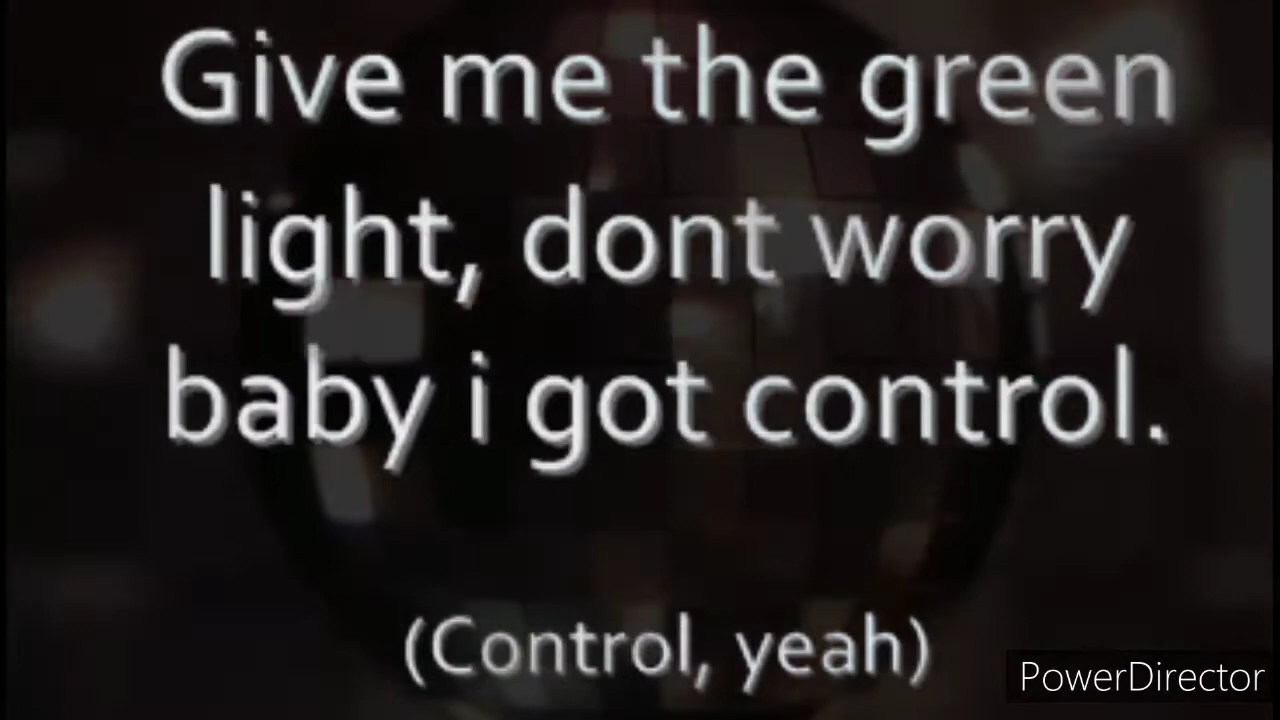 Give me the green
light, dont worry
baby i got control.
(Control, yeah)
PowerDirector